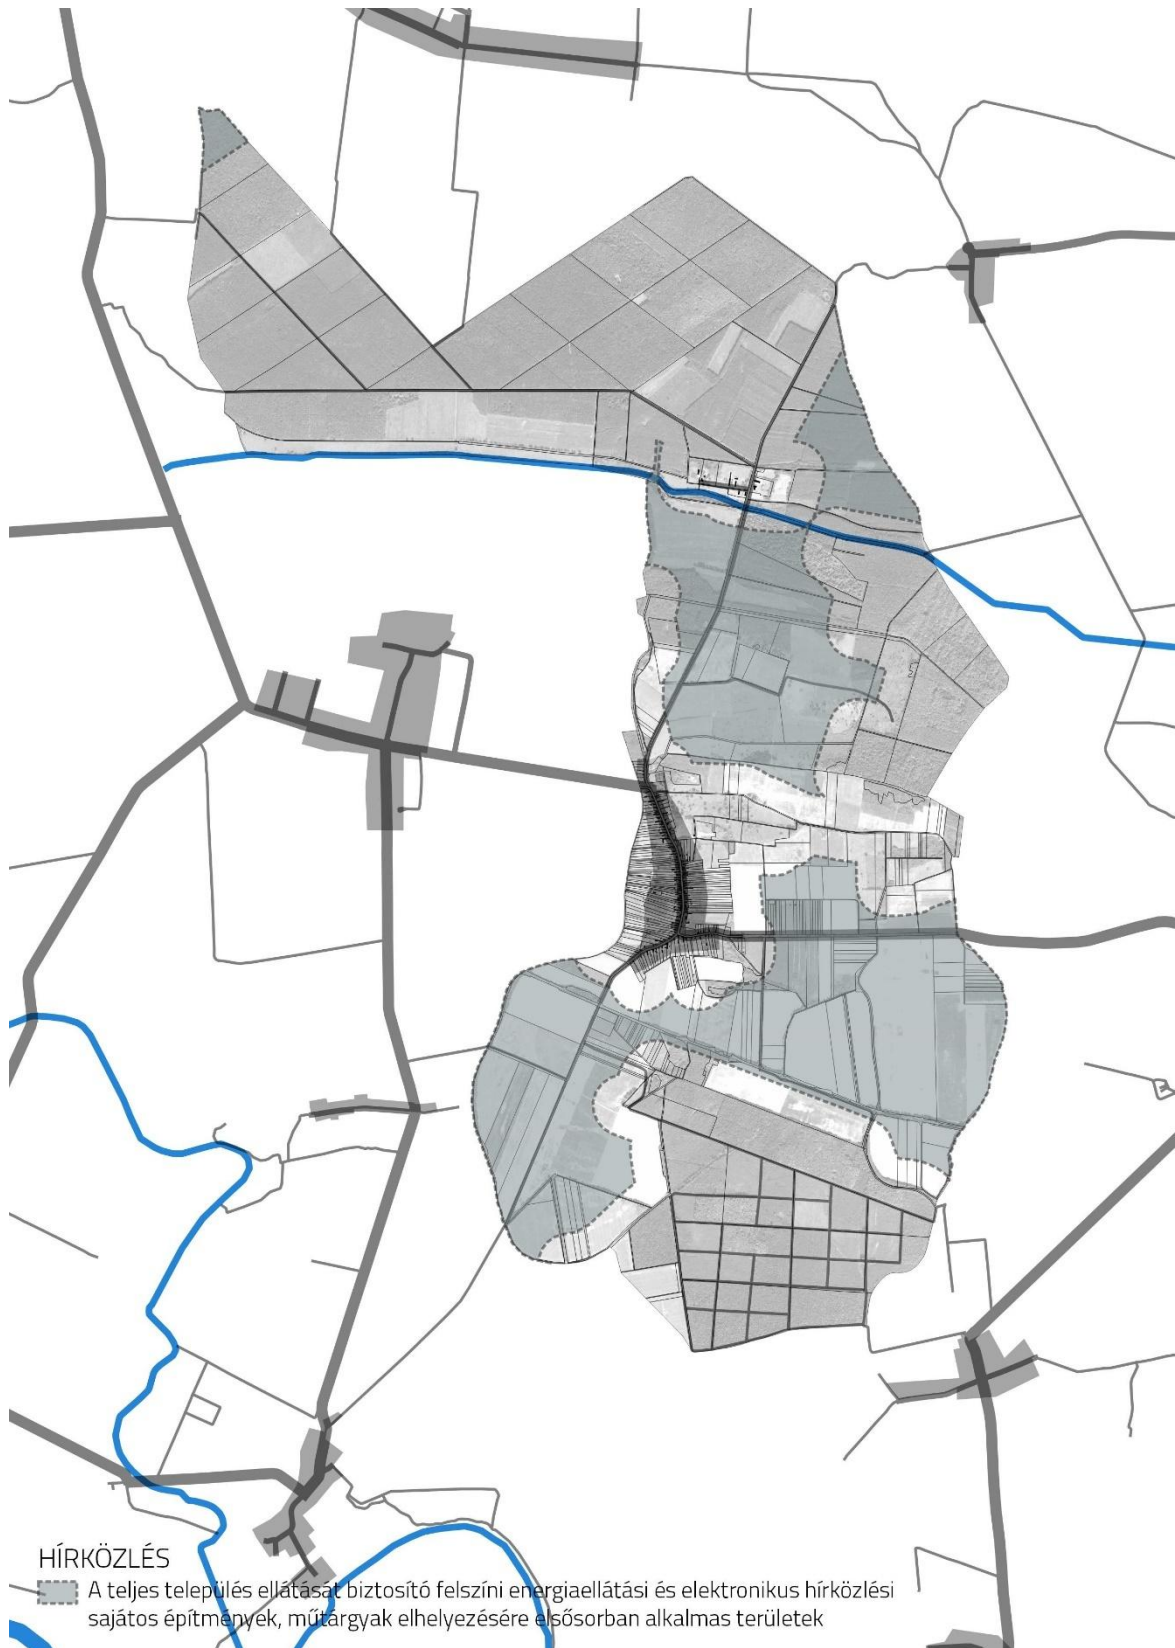 HÍRKÖZLÉS
A teljes település ellátását biztosító felszíni energiaellátási és elektronikus hírközlési
sajátos építmények, műtárgyak elhelyezésére elsősorban alkalmas területek